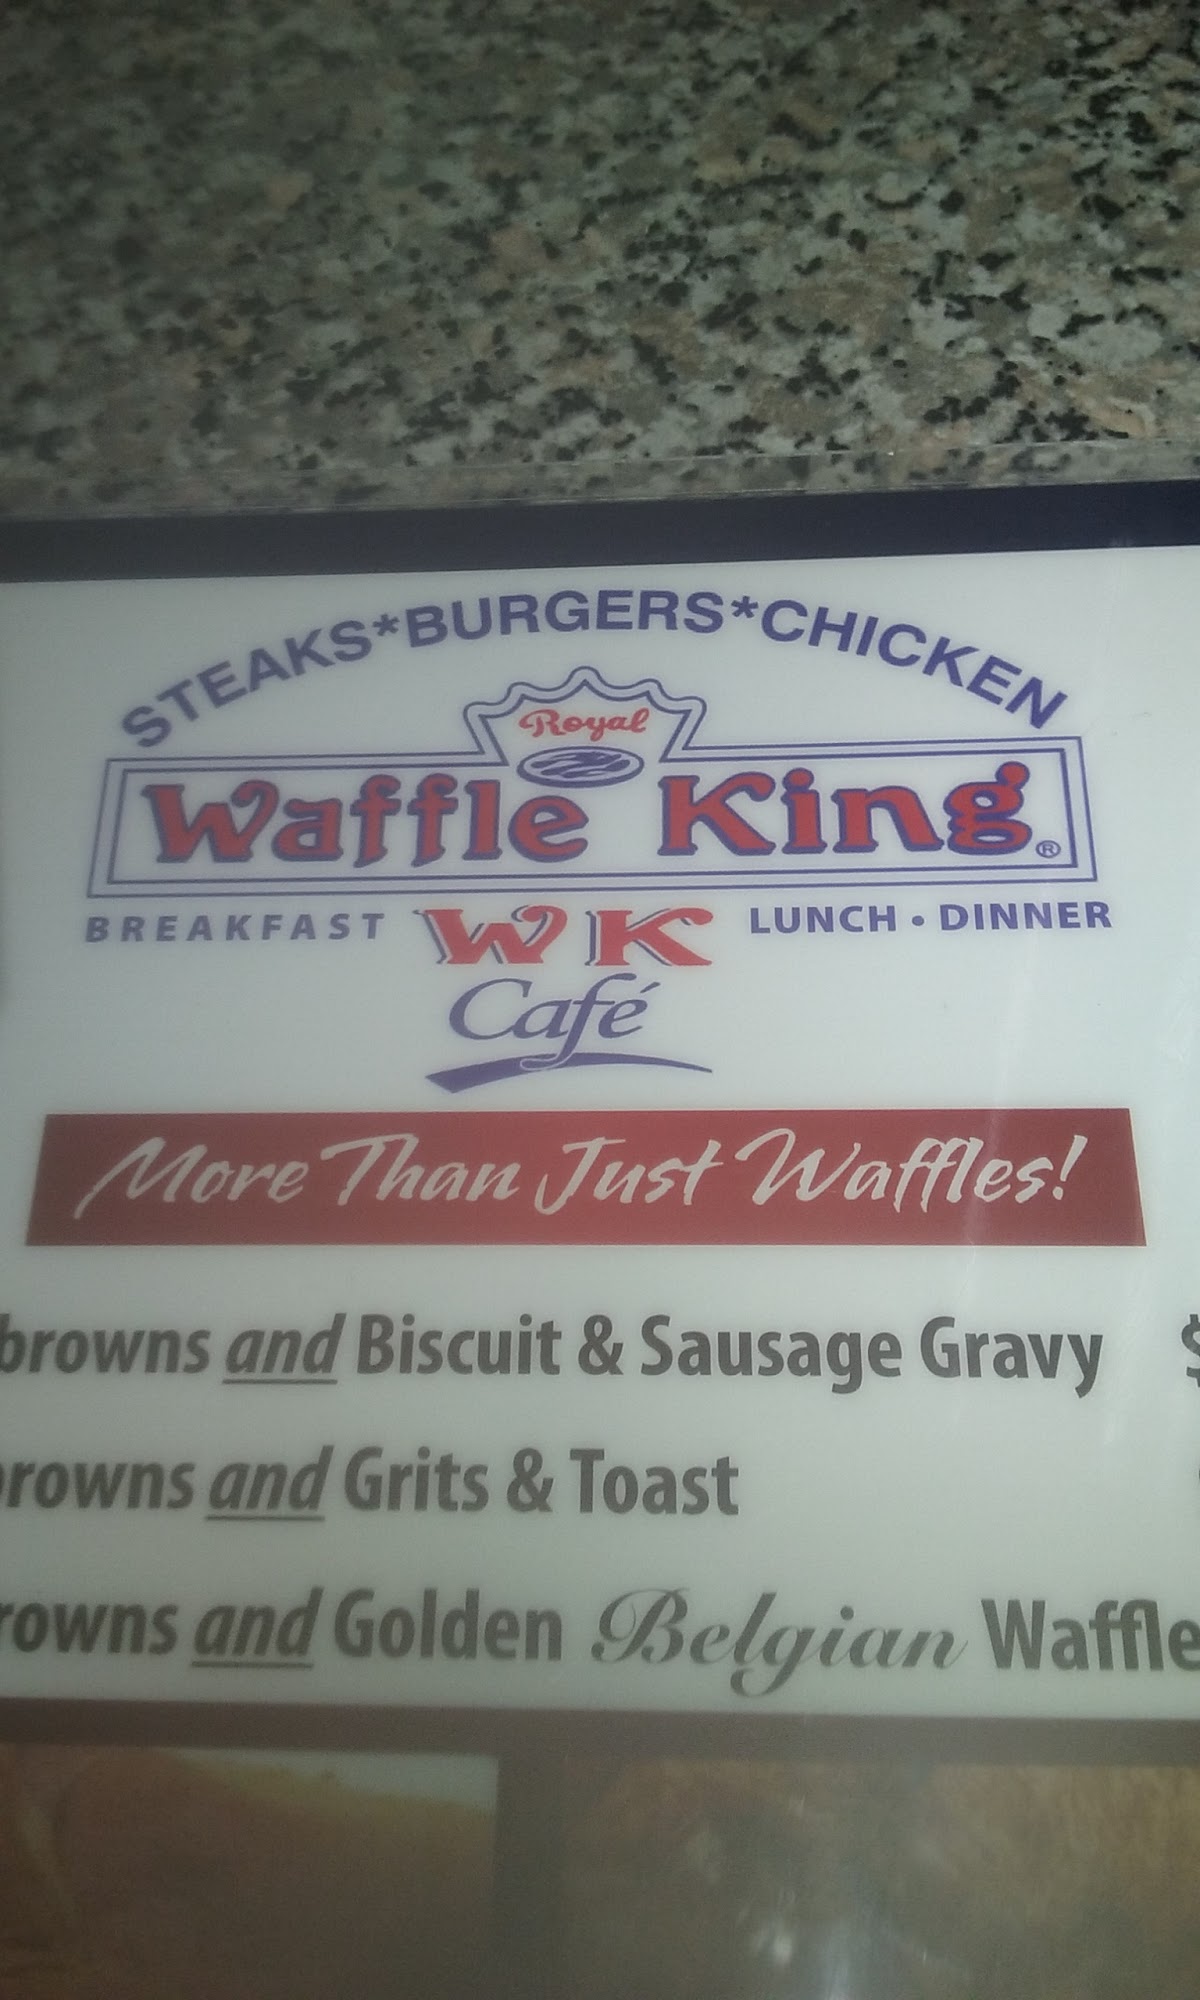 STEAKS*BURGERS*CHICKEN
Royal
Waffle King®
BREAKFAST WK LUNCH • DINNER
Café
More Than Just Waffles!
browns and Biscuit & Sausage Gravy $
rowns and Grits & Toast
rowns and Golden Belgian Waffle